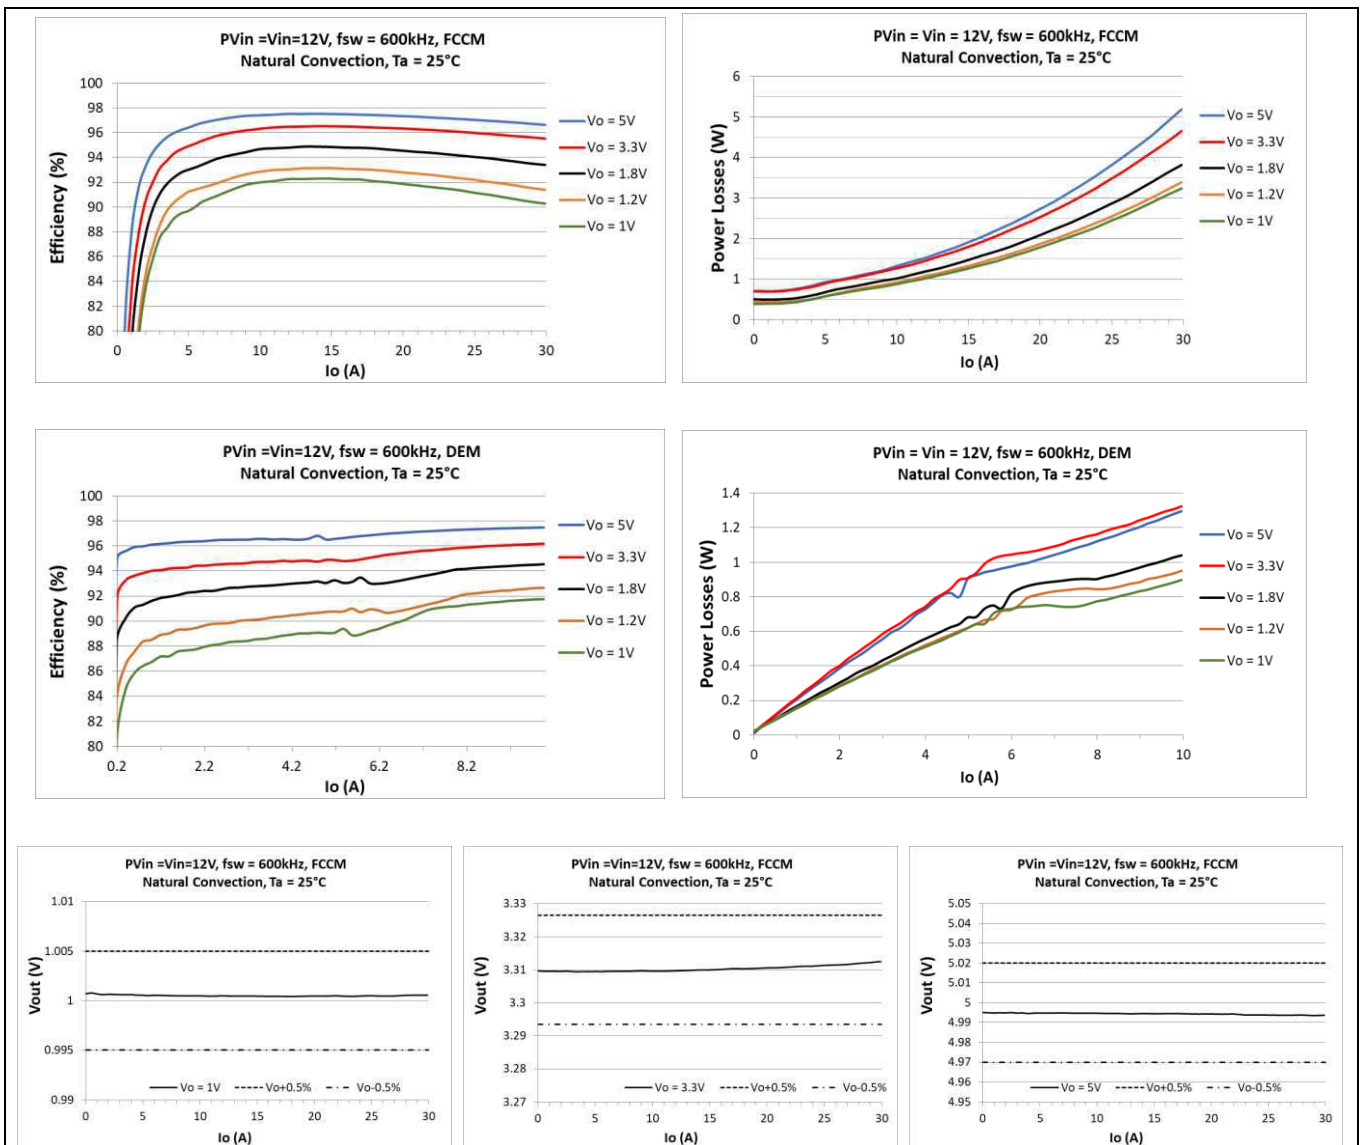 PVin =Vin=12V, fsw = 600kHz, FCCM
Natural Convection, Ta = 25°C
100
98
96
94
92
90
88
86
84
82
80
0 5 10 15 20 25 30
Efficiency (%)
Io (A)
Vo = 5V
Vo = 3.3V
Vo = 1.8V
Vo = 1.2V
Vo = 1V
PVin = Vin = 12V, fsw = 600kHz, FCCM
Natural Convection, Ta = 25°C
6
5
4
3
2
1
0
0 5 10 15 20 25 30
Power Losses (W)
Io (A)
Vo = 5V
Vo = 3.3V
Vo = 1.8V
Vo = 1.2V
Vo = 1V
PVin =Vin=12V, fsw = 600kHz, DEM
Natural Convection, Ta = 25°C
100
98
96
94
92
90
88
86
84
82
80
0.2 2.2 4.2 6.2 8.2
Efficiency (%)
Io (A)
Vo = 5V
Vo = 3.3V
Vo = 1.8V
Vo = 1.2V
Vo = 1V
PVin = Vin = 12V, fsw = 600kHz, DEM
Natural Convection, Ta = 25°C
1.4
1.2
1
0.8
0.6
0.4
0.2
0
0 2 4 6 8 10
Power Losses (W)
Io (A)
Vo = 5V
Vo = 3.3V
Vo = 1.8V
Vo = 1.2V
Vo = 1V
PVin =Vin=12V, fsw = 600kHz, FCCM
Natural Convection, Ta = 25°C
1.01
1.005
1
0.995
0.99
0 5 10 15 20 25 30
Vout (V)
Io (A)
Vo = 1V Vo+0.5% Vo-0.5%
PVin =Vin=12V, fsw = 600kHz, FCCM
Natural Convection, Ta = 25°C
3.33
3.32
3.31
3.3
3.29
3.28
3.27
0 5 10 15 20 25 30
Vout (V)
Io (A)
Vo = 3.3V Vo+0.5% Vo-0.5%
PVin =Vin=12V, fsw = 600kHz, FCCM
Natural Convection, Ta = 25°C
5.05
5.04
5.03
5.02
5.01
5
4.99
4.98
4.97
4.96
4.95
0 5 10 15 20 25 30
Vout (V)
Io (A)
Vo = 5V Vo+0.5% Vo-0.5%